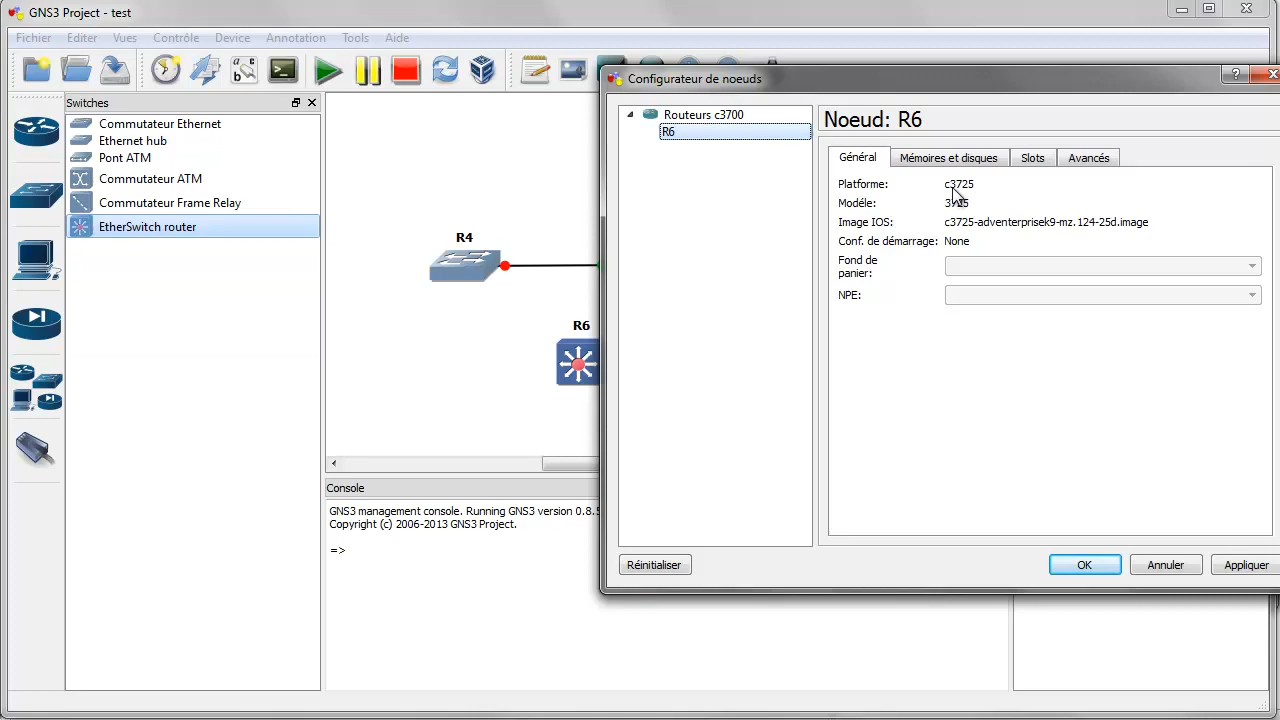 GNS3 Project - test
Fichier Editer Vues Contrôle Device Annotation Tools Aide
Switches
Commutateur Ethernet
Ethernet hub
Pont ATM
Commutateur ATM
Commutateur Frame Relay
EtherSwitch router
R4
R6
Console
GNS3 management console. Running GNS3 version 0.8.
Copyright (c) 2006-2013 GNS3 Project.
=>
Configurateur de noeuds
Routeurs c3700
R6
Noeud: R6
Général Mémoires et disques Slots Avancés
Platforme: c3725
Modéle: 3725
Image IOS: c3725-adventerprisek9-mz.124-25d.image
Conf. de démarrage: None
Fond de
panier:
NPE:
Réinitialiser OK Annuler Appliquer